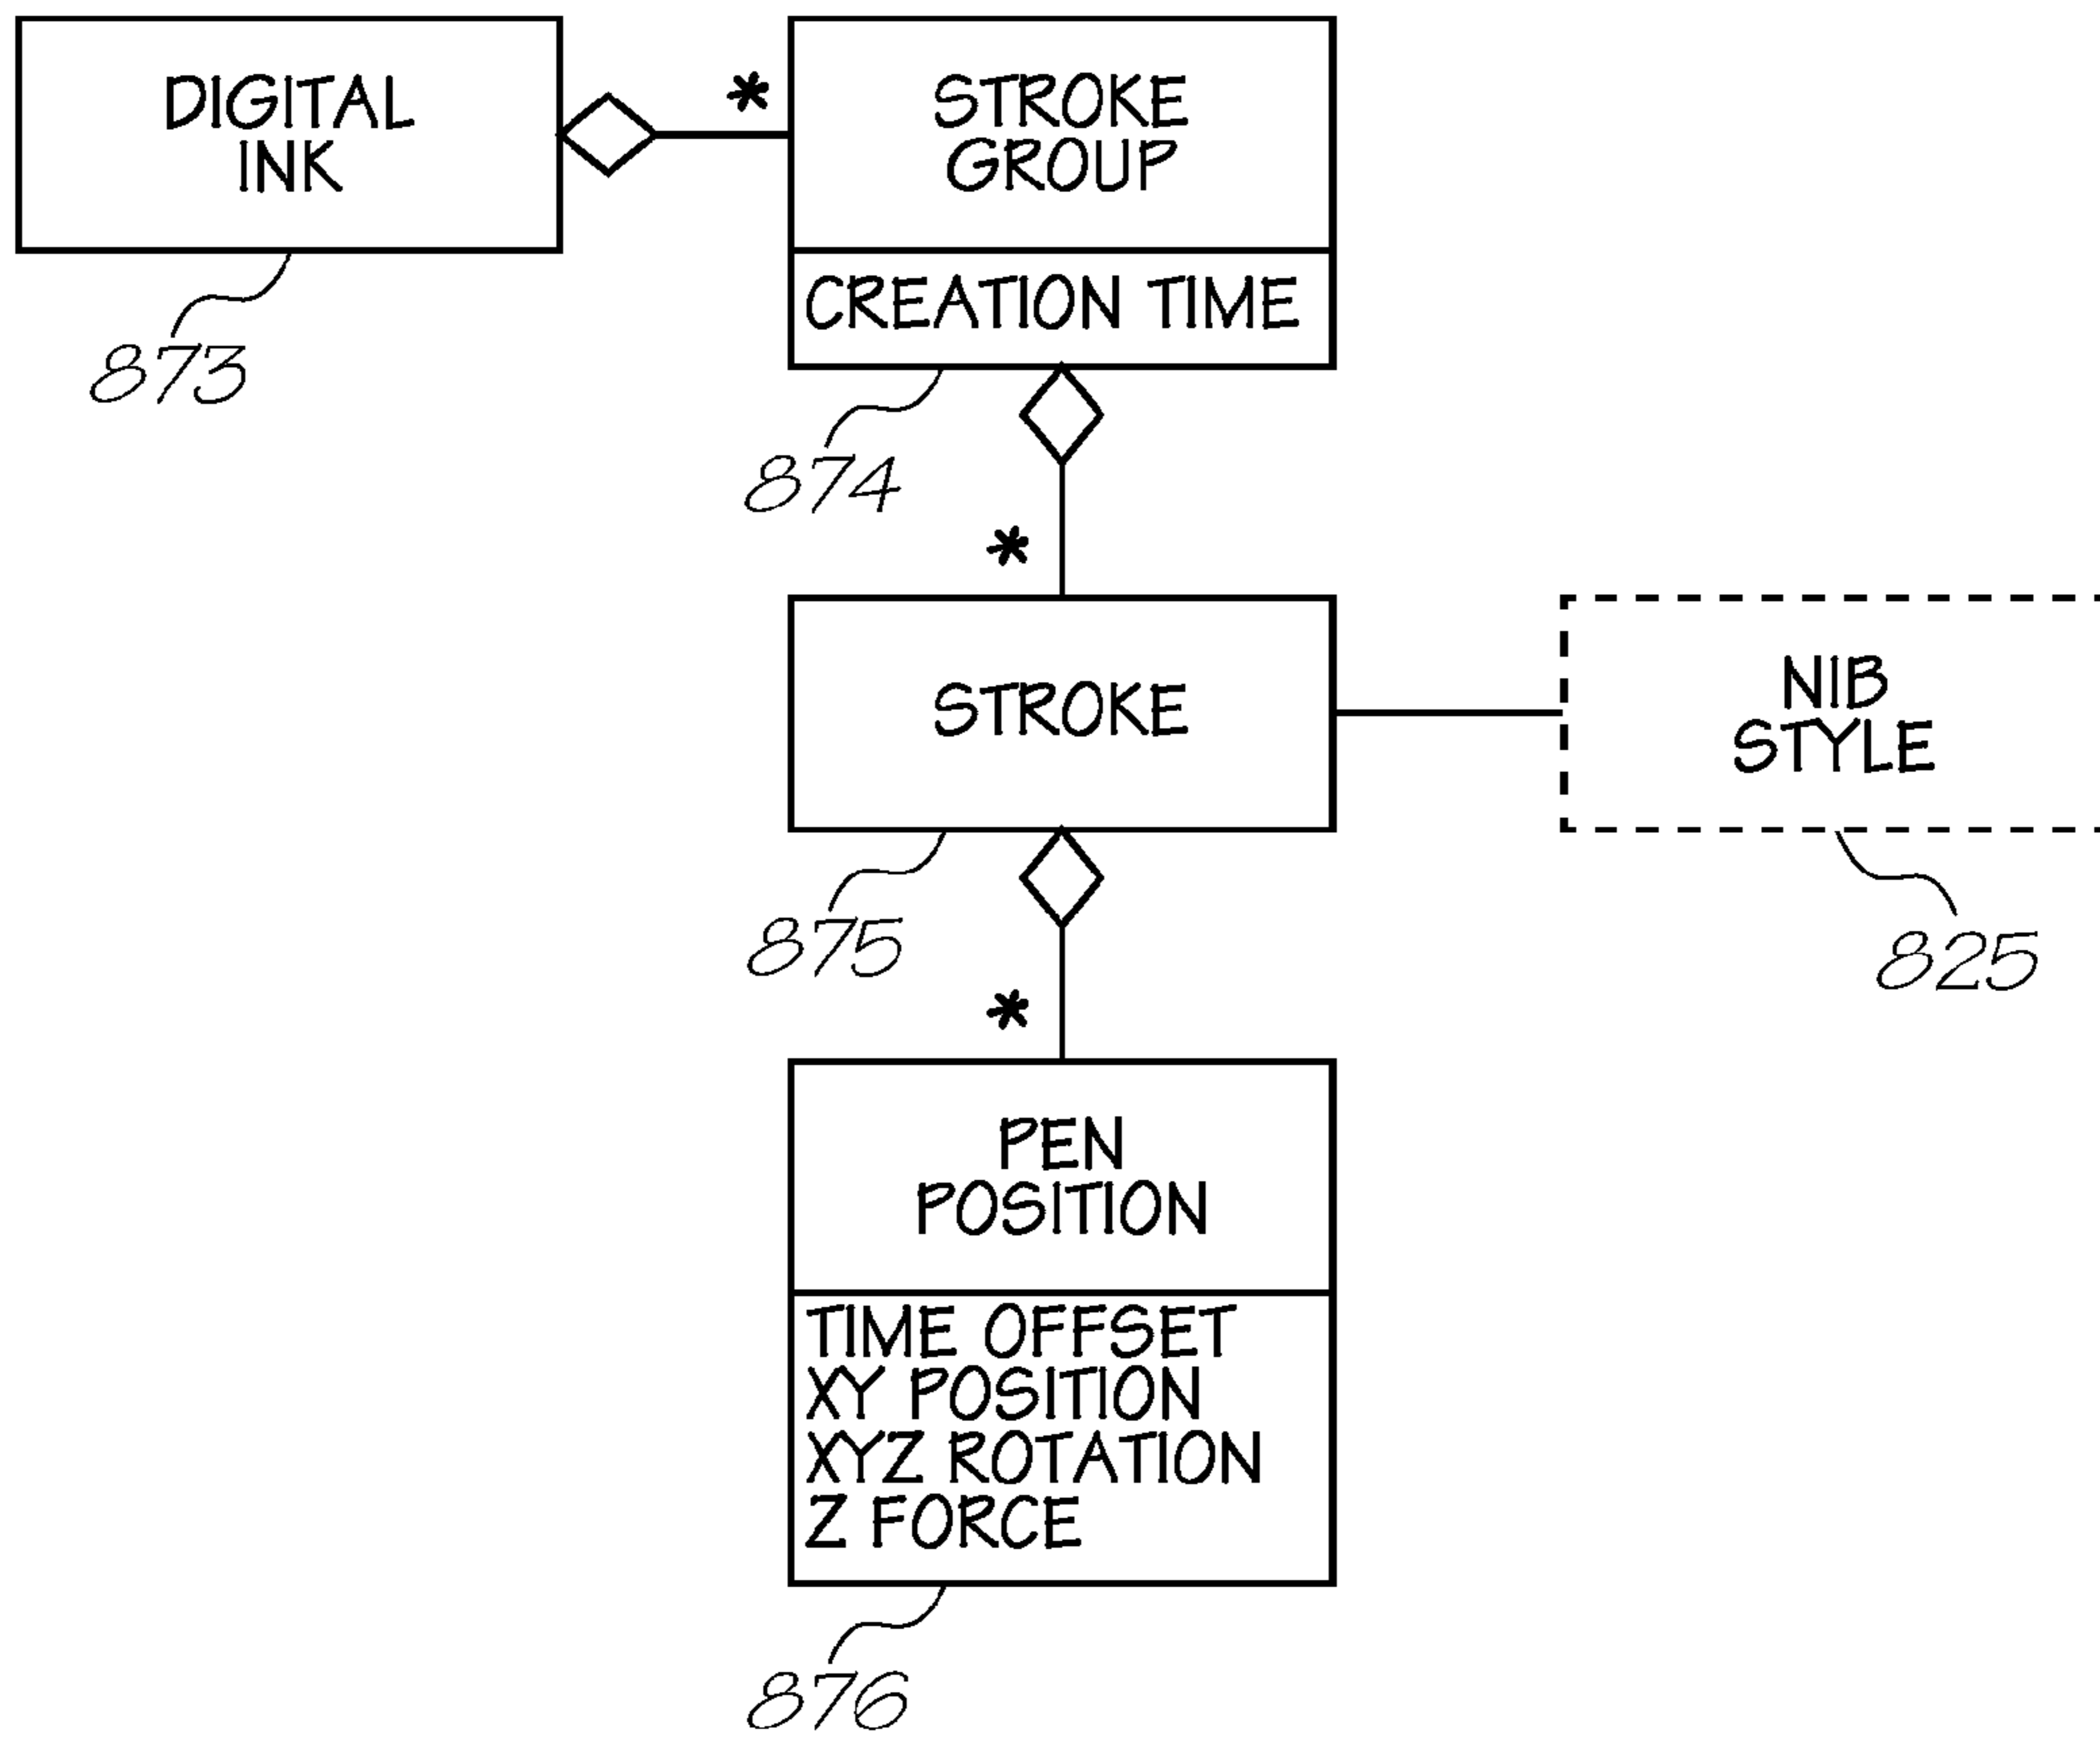 DIGITAL
INK
*
STROKE
GROUP
CREATION TIME
873
874
*
STROKE
NIB
STYLE
875
825
*
PEN
POSITION
TIME OFFSET
XY POSITION
XYZ ROTATION
Z FORCE
876